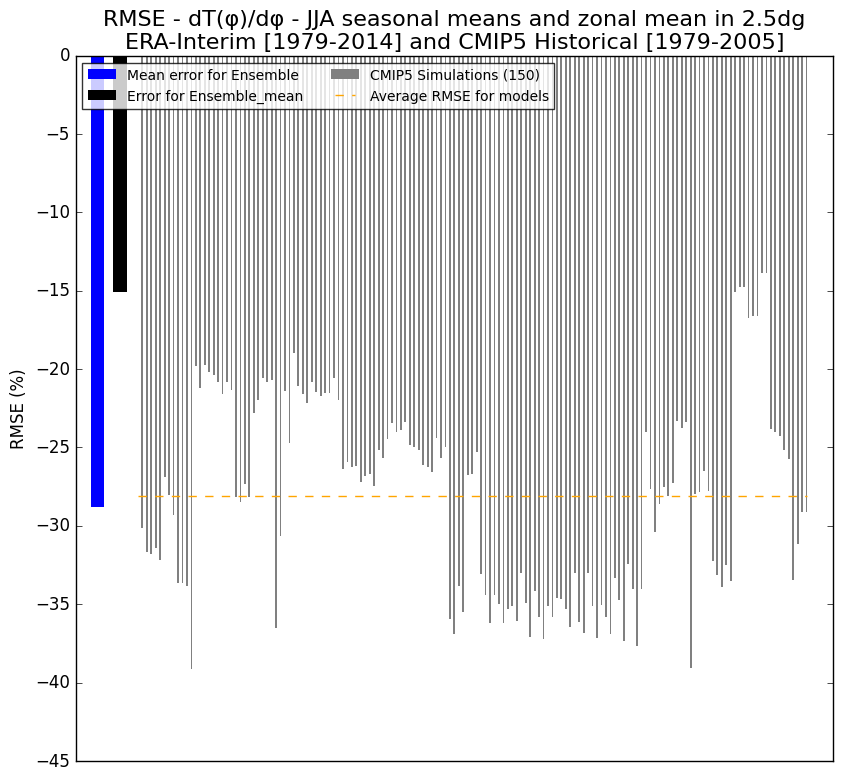 RMSE - dT(φ)/dφ - JJA seasonal means and zonal mean in 2.5dg
ERA-Interim [1979-2014] and CMIP5 Historical [1979-2005]
Mean error for Ensemble
Error for Ensemble_mean
CMIP5 Simulations (150)
Average RMSE for models
RMSE (%)
0
−5
−10
−15
−20
−25
−30
−35
−40
−45